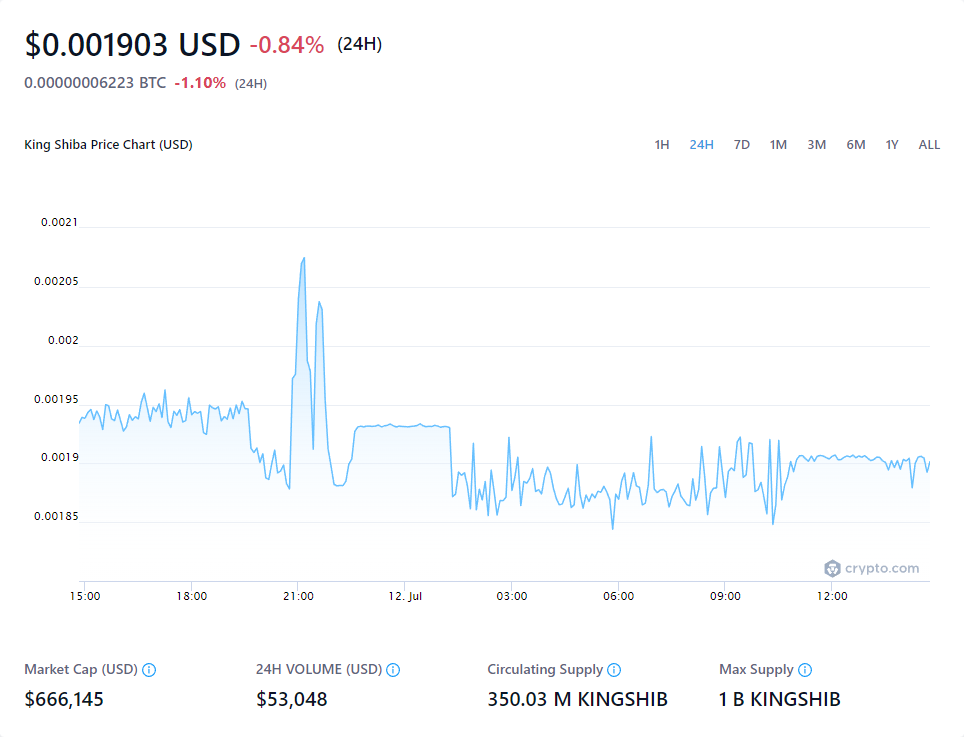 $0.001903 USD -0.84% (24H)
0.00000006223 BTC -1.10% (24H)
King Shiba Price Chart (USD) 1H 24H 7D 1M 3M 6M 1Y ALL
0.0021
0.00205
0.002
0.00195
0.0019
0.00185
crypto.com
15:00 18:00 21:00 12. Jul 03:00 06:00 09:00 12:00
Market Cap (USD) 24H VOLUME (USD) Circulating Supply Max Supply
$666,145 $53,048 350.03 M KINGSHIB 1 B KINGSHIB